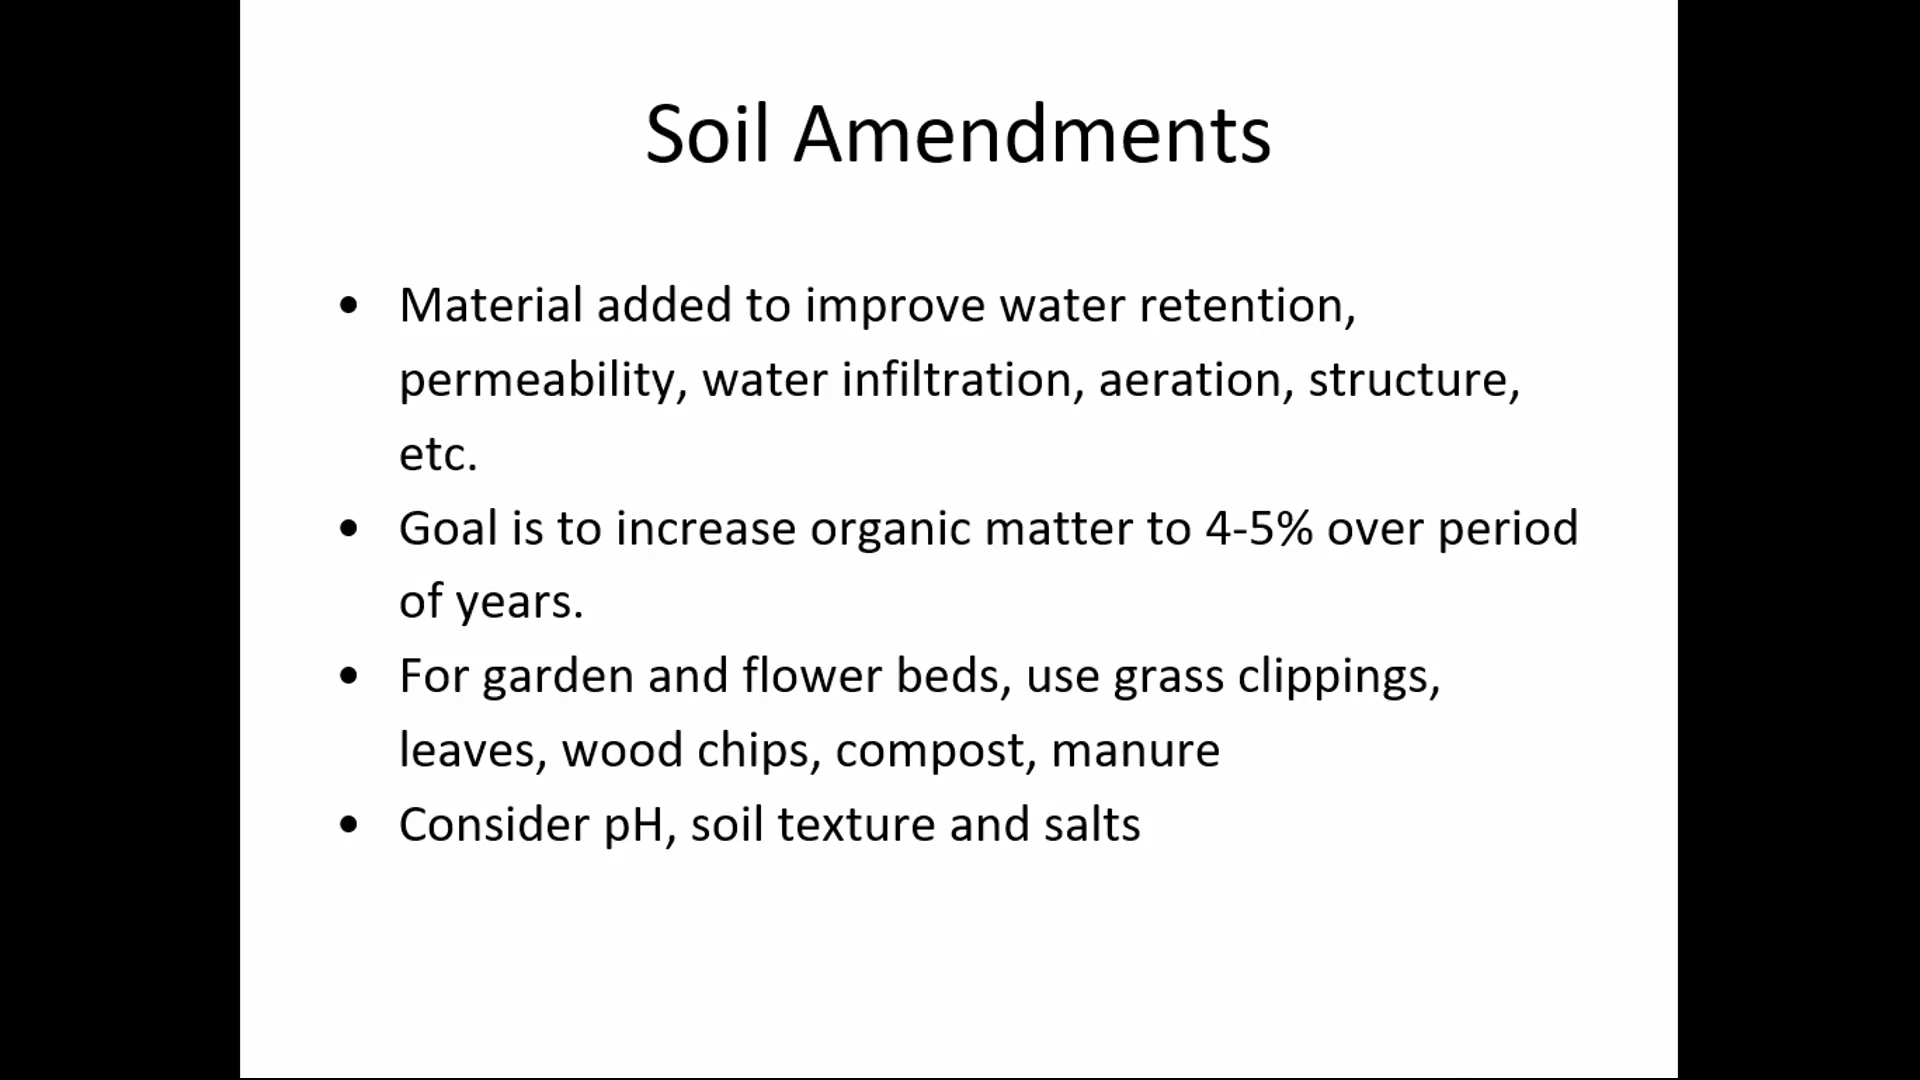 Soil Amendments
• Material added to improve water retention,
permeability, water infiltration, aeration, structure,
etc.
• Goal is to increase organic matter to 4-5% over period
of years.
• For garden and flower beds, use grass clippings,
leaves, wood chips, compost, manure
• Consider pH, soil texture and salts